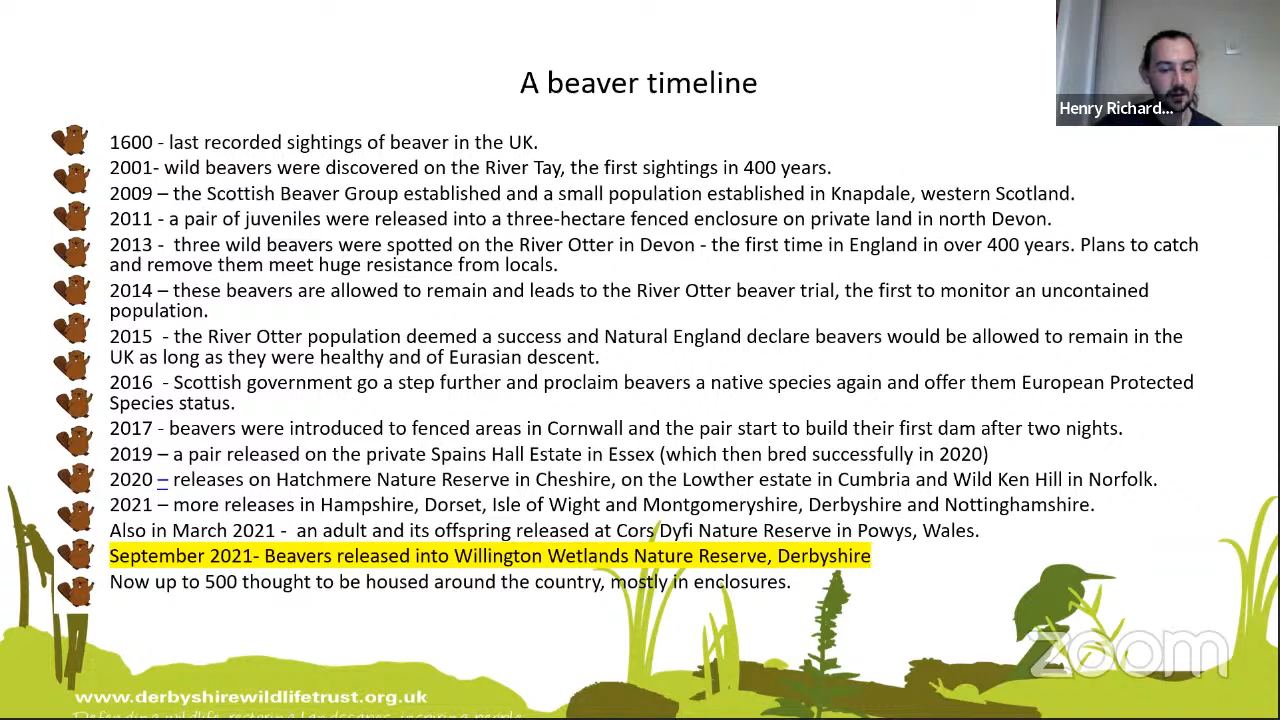 A beaver timeline
Henry Richard...
1600 - last recorded sightings of beaver in the UK.
2001- wild beavers were discovered on the River Tay, the first sightings in 400 years.
2009 – the Scottish Beaver Group established and a small population established in Knapdale, western Scotland.
2011 - a pair of juveniles were released into a three-hectare fenced enclosure on private land in north Devon.
2013 -  three wild beavers were spotted on the River Otter in Devon - the first time in England in over 400 years. Plans to catch
and remove them meet huge resistance from locals.
2014 – these beavers are allowed to remain and leads to the River Otter beaver trial, the first to monitor an uncontained
population.
2015  - the River Otter population deemed a success and Natural England declare beavers would be allowed to remain in the
UK as long as they were healthy and of Eurasian descent.
2016  - Scottish government go a step further and proclaim beavers a native species again and offer them European Protected
Species status.
2017 - beavers were introduced to fenced areas in Cornwall and the pair start to build their first dam after two nights.
2019 – a pair released on the private Spains Hall Estate in Essex (which then bred successfully in 2020)
2020 – releases on Hatchmere Nature Reserve in Cheshire, on the Lowther estate in Cumbria and Wild Ken Hill in Norfolk.
2021 – more releases in Hampshire, Dorset, Isle of Wight and Montgomeryshire, Derbyshire and Nottinghamshire.
Also in March 2021 -  an adult and its offspring released at Cors Dyfi Nature Reserve in Powys, Wales.
September 2021- Beavers released into Willington Wetlands Nature Reserve, Derbyshire
Now up to 500 thought to be housed around the country, mostly in enclosures.
zoom
www.derbyshirewildlifetrust.org.uk
Defending wildlife, restoring landscapes, inspiring people